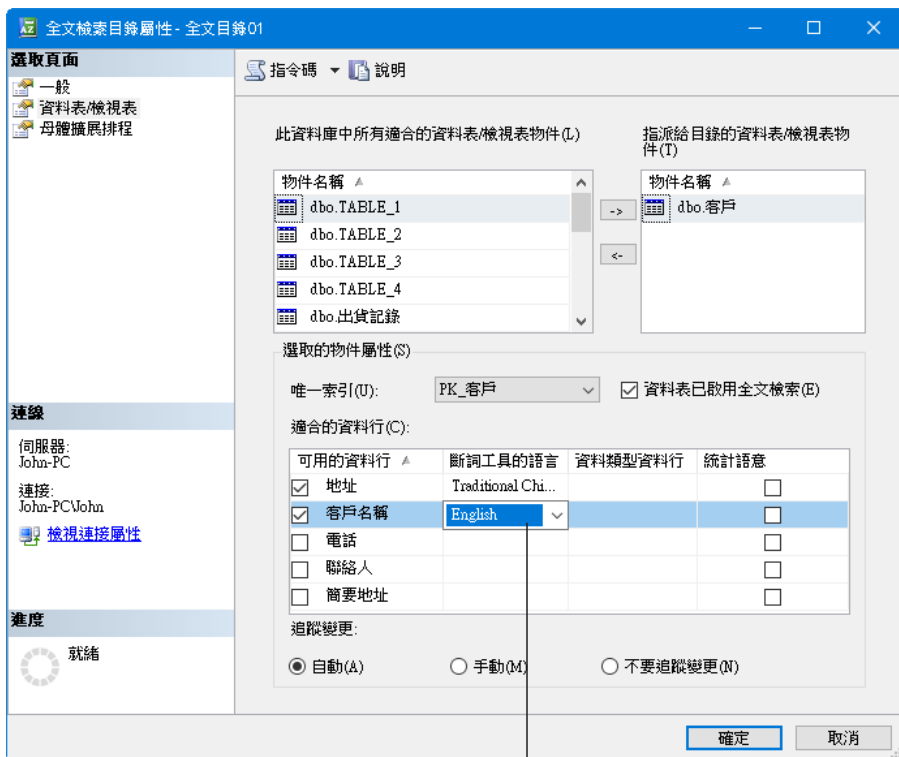 全文檢索目錄屬性 - 全文目錄01
選取頁面
一般
資料表/檢視表
母體擴展排程
指令碼
說明
此資料庫中所有適合的資料表/檢視表物件(L)
物件名稱
dbo.TABLE_1
dbo.TABLE_2
dbo.TABLE_3
dbo.TABLE_4
dbo.出貨記錄
->
<-
指派給目錄的資料表/檢視表物
件(T)
物件名稱
dbo.客戶
選取的物件屬性(S)
唯一索引(U): PK_客戶 資料表已啟用全文檢索(E)
適合的資料行(C):
可用的資料行 斷詞工具的語言 資料類型資料行 統計語意
地址 Traditional Chi...
客戶名稱 English
電話
聯絡人
簡要地址
追蹤變更:
自動(A) 手動(M) 不要追蹤變更(N)
連線
伺服器:
John-PC
連接:
John-PC\John
檢視連接屬性
進度
就緒
確定 取消